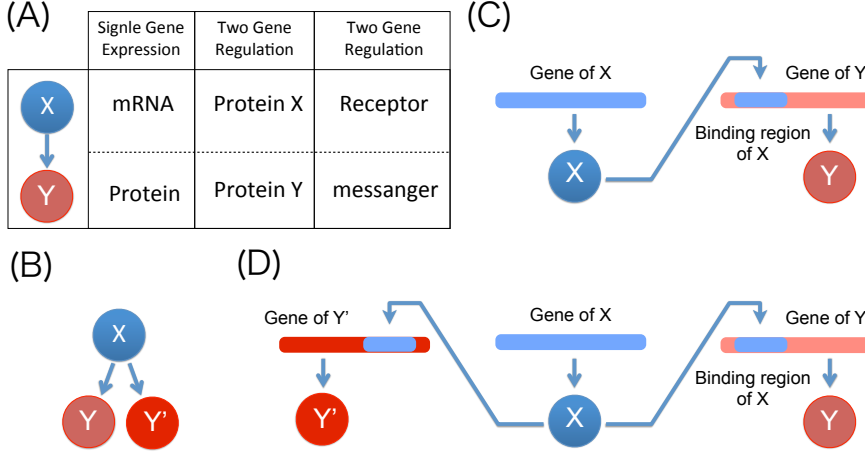 (A)
Signle Gene
Expression
Two Gene
Regulation
Two Gene
Regulation
X
mRNA
Protein X
Receptor
Y
Protein
Protein Y
messanger
(B)
X
Y
Y'
(C)
Gene of X
Gene of Y
Binding region
of X
X
Y
(D)
Gene of Y'
Gene of X
Gene of Y
Binding region
of X
Y'
X
Y